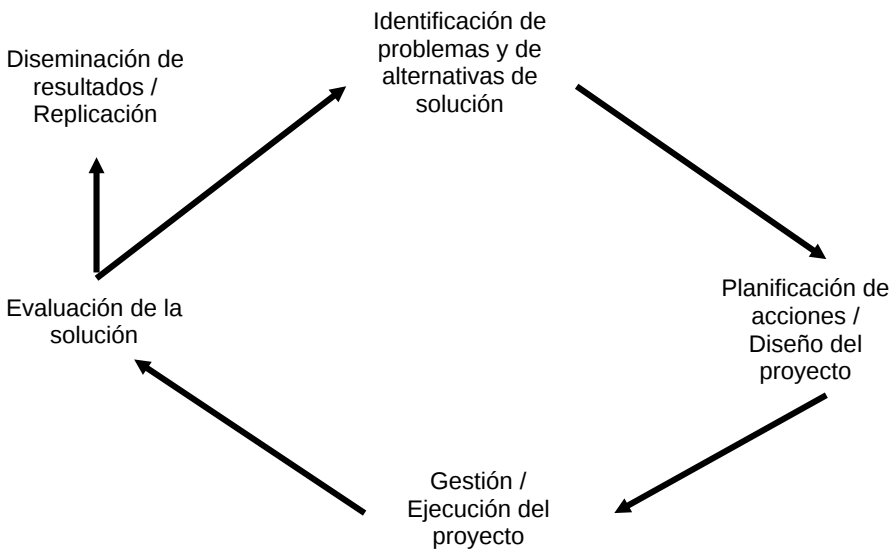 Identificación de
problemas y de
alternativas de
solución
Diseminación de
resultados /
Replicación
Planificación de
acciones /
Diseño del
proyecto
Evaluación de la
solución
Gestión /
Ejecución del
proyecto